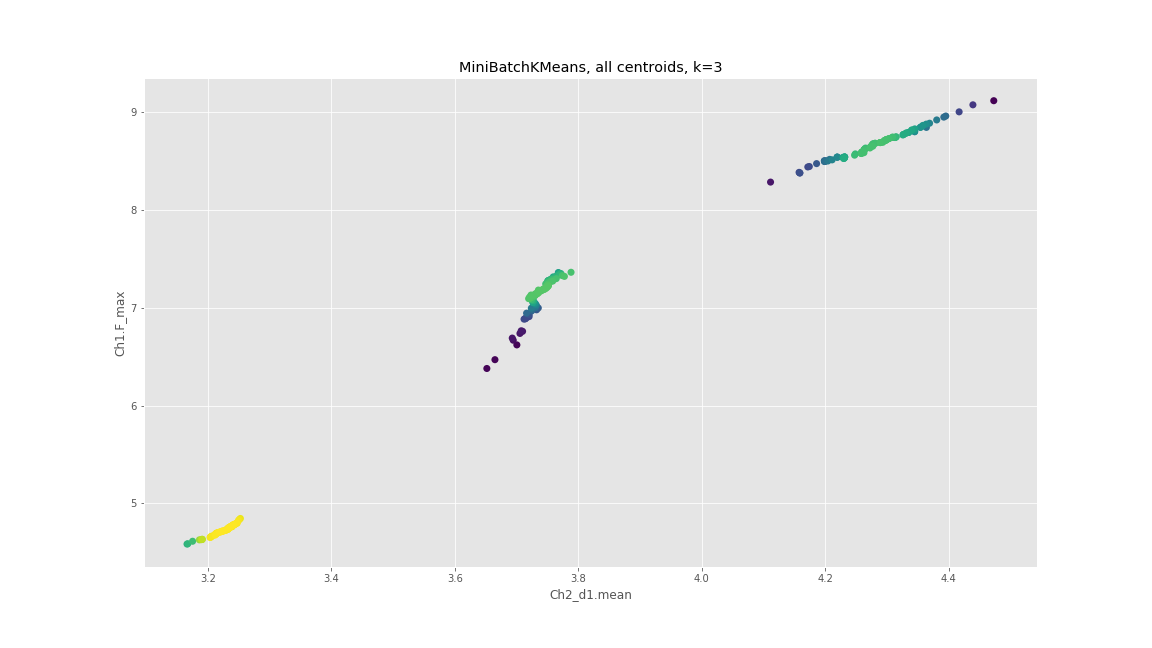 MiniBatchKMeans, all centroids, k=3
9
8
7
6
5
Ch1.F_max
3.2 3.4 3.6 3.8 4.0 4.2 4.4
Ch2_d1.mean